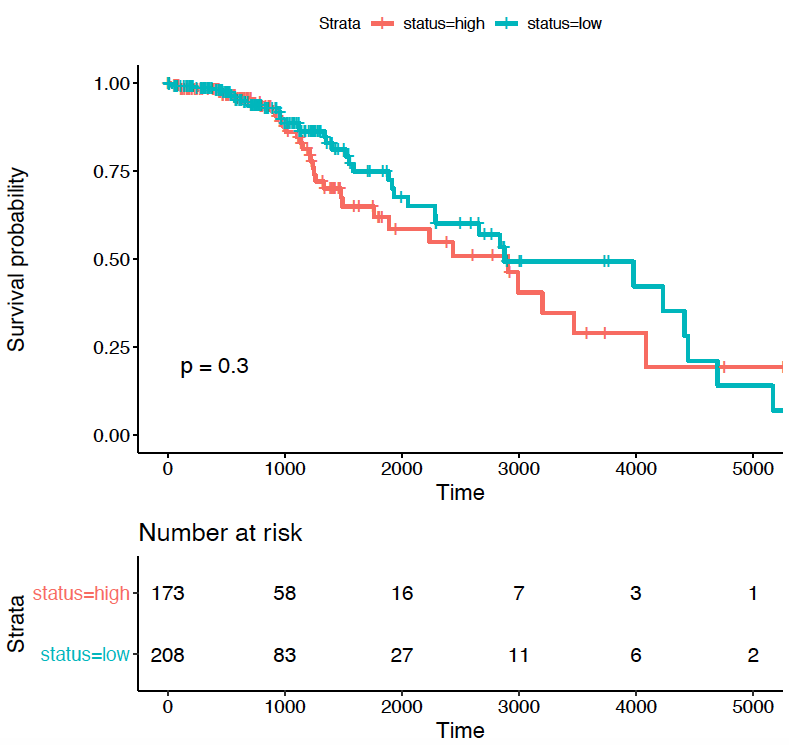 Strata status=high status=low
Survival probability
1.00
0.75
0.50
0.25
0.00
p = 0.3
0 1000 2000 3000 4000 5000
Time
Number at risk
Strata
status=high 173 58 16 7 3 1
status=low 208 83 27 11 6 2
0 1000 2000 3000 4000 5000
Time